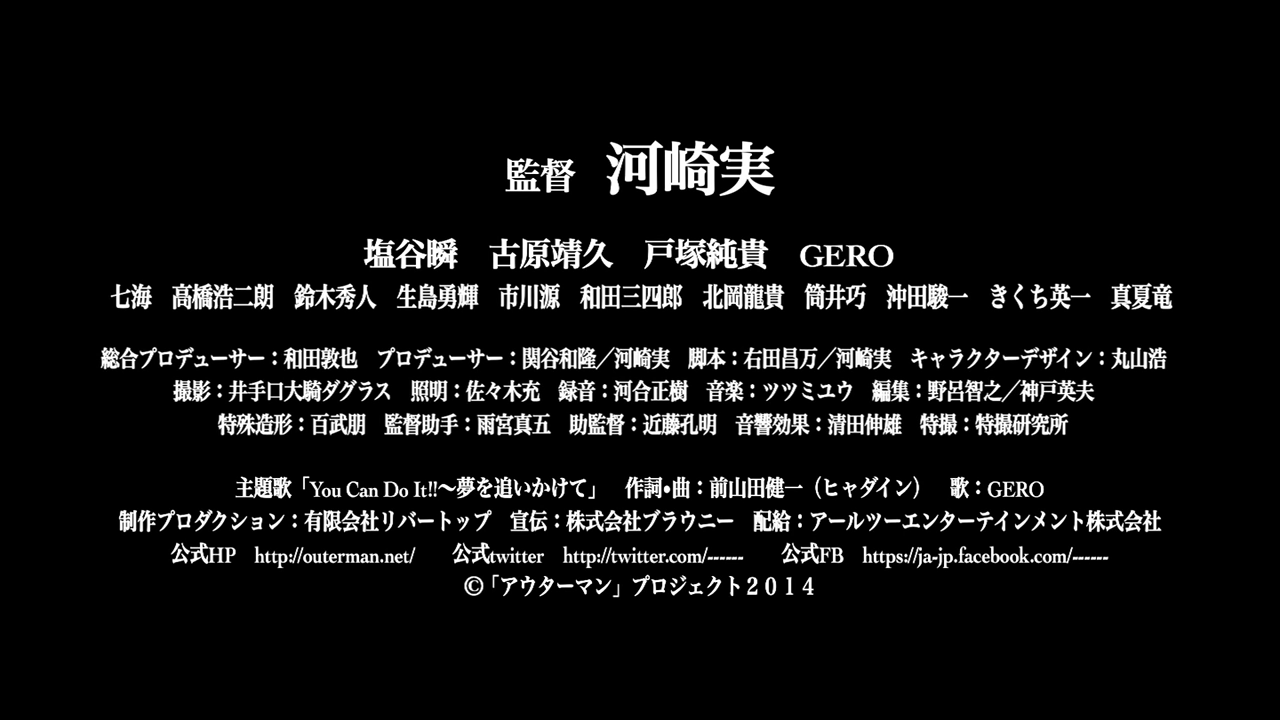 監督 河崎実
塩谷瞬 古原靖久 戸塚純貴 GERO
七海 高橋浩二朗 鈴木秀人 生島勇輝 市川源 和田三四郎 北岡龍貴 筒井巧 沖田駿一 きくち英一 真夏竜
総合プロデューサー：和田敦也 プロデューサー：関谷和隆／河崎実 脚本：右田昌万／河崎実 キャラクターデザイン：丸山浩
撮影：井手口大騎ダグラス 照明：佐々木充 録音：河合正樹 音楽：ツツミユウ 編集：野呂智之／神戸英夫
特殊造形：百武朋 監督助手：雨宮真五 助監督：近藤孔明 音響効果：清田伸雄 特撮：特撮研究所
主題歌「You Can Do It!!〜夢を追いかけて」 作詞•曲：前山田健一（ヒャダイン） 歌：GERO
制作プロダクション：有限会社リバートップ 宣伝：株式会社ブラウニー 配給：アールツーエンターテインメント株式会社
公式HP http://outerman.net/ 公式twitter http://twitter.com/------ 公式FB https://ja-jp.facebook.com/------
©「アウターマン」プロジェクト２０１４